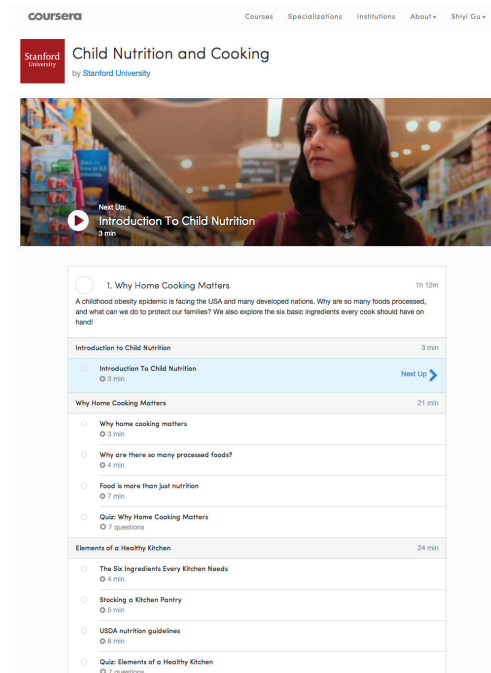 coursera
Courses Specializations Institutions About Shiyi Gu
Stanford
University
Child Nutrition and Cooking
by Stanford University
Next Up:
Introduction To Child Nutrition
3 min
1. Why Home Cooking Matters 1h 12m
A childhood obesity epidemic is facing the USA and many developed nations. Why are so many foods processed,
and what can we do to protect our families? We also explore the six basic ingredients every cook should have on
hand!
Introduction to Child Nutrition 3 min
Introduction To Child Nutrition
3 min
Next Up
Why Home Cooking Matters 21 min
Why home cooking matters
3 min
Why are there so many processed foods?
4 min
Food is more than just nutrition
7 min
Quiz: Why Home Cooking Matters
7 questions
Elements of a Healthy Kitchen 24 min
The Six Ingredients Every Kitchen Needs
4 min
Stocking a Kitchen Pantry
5 min
USDA nutrition guidelines
8 min
Quiz: Elements of a Healthy Kitchen
7 questions